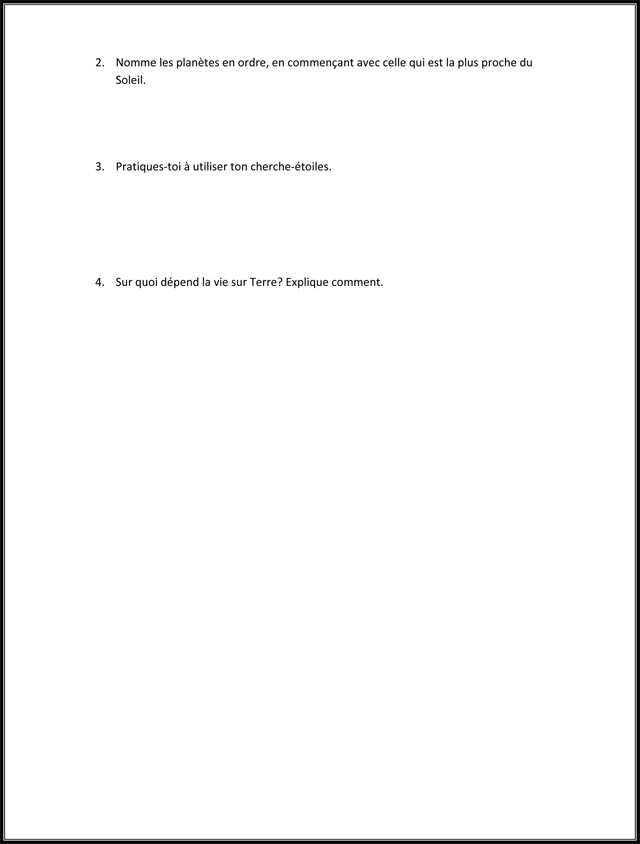 2. Nomme les planètes en ordre, en commençant avec celle qui est la plus proche du
Soleil.
3. Pratiques-toi à utiliser ton cherche-étoiles.
4. Sur quoi dépend la vie sur Terre? Explique comment.